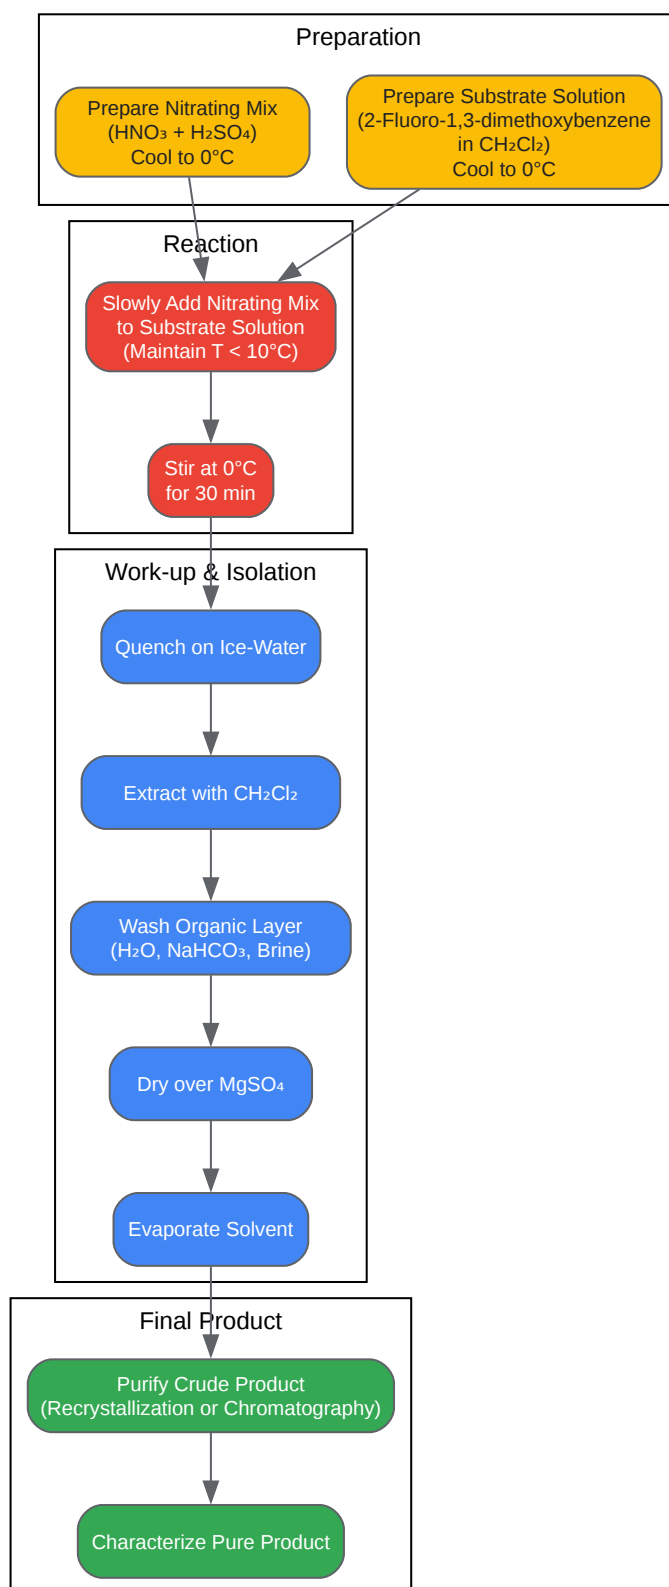 Preparation
Prepare Nitrating Mix
(HNO₃ + H₂SO₄)
Cool to 0°C
Prepare Substrate Solution
(2-Fluoro-1,3-dimethoxybenzene
in CH₂Cl₂)
Cool to 0°C
Reaction
Slowly Add Nitrating Mix
to Substrate Solution
(Maintain T < 10°C)
Stir at 0°C
for 30 min
Work-up & Isolation
Quench on Ice-Water
Extract with CH₂Cl₂
Wash Organic Layer
(H₂O, NaHCO₃, Brine)
Dry over MgSO₄
Evaporate Solvent
Final Product
Purify Crude Product
(Recrystallization or Chromatography)
Characterize Pure Product